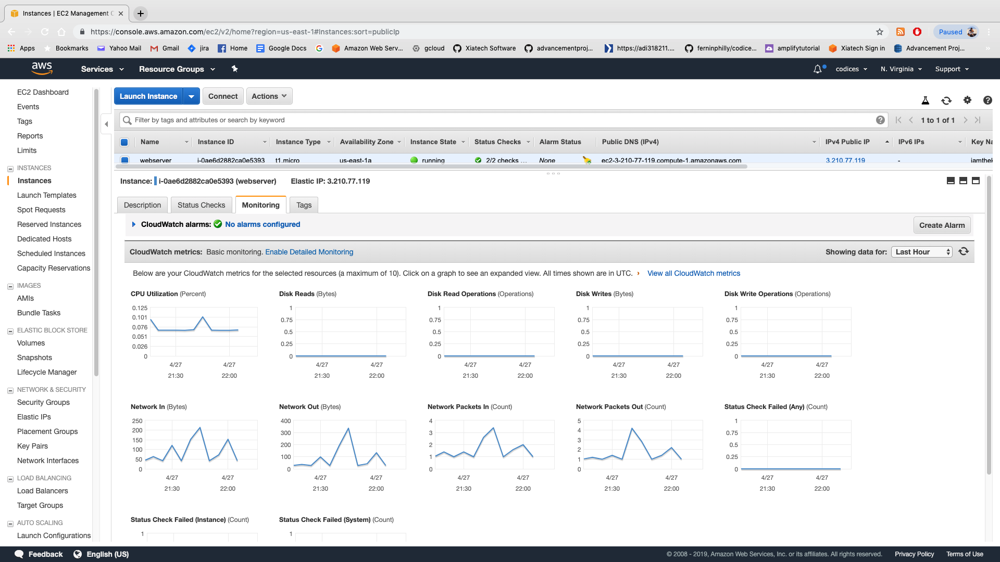 Instances | EC2 Management C
https://console.aws.amazon.com/ec2/v2/home?region=us-east-1#Instances:sort=publicIp
Paused
Apps Bookmarks Yahoo Mail Gmail jira Home Google Docs Amazon Web Serv... gcloud Xiatech Software advancementproj... https://adi318211.... ferninphilly/codice... amplifytutorial Xiatech Sign in Advancement Proj...
aws Services Resource Groups codices N. Virginia Support
EC2 Dashboard
Events
Tags
Reports
Limits
INSTANCES
Instances
Launch Templates
Spot Requests
Reserved Instances
Dedicated Hosts
Scheduled Instances
Capacity Reservations
IMAGES
AMIs
Bundle Tasks
ELASTIC BLOCK STORE
Volumes
Snapshots
Lifecycle Manager
NETWORK & SECURITY
Security Groups
Elastic IPs
Placement Groups
Key Pairs
Network Interfaces
LOAD BALANCING
Load Balancers
Target Groups
AUTO SCALING
Launch Configurations
Launch Instance Connect Actions
Filter by tags and attributes or search by keyword
1 to 1 of 1
Name Instance ID Instance Type Availability Zone Instance State Status Checks Alarm Status Public DNS (IPv4) IPv4 Public IP IPv6 IPs Key Na
webserver i-0ae6d2882ca0e5393 t1.micro us-east-1a running 2/2 checks ... None ec2-3-210-77-119.compute-1.amazonaws.com 3.210.77.119 - iamthek
Instance: i-0ae6d2882ca0e5393 (webserver) Elastic IP: 3.210.77.119
Description Status Checks Monitoring Tags
CloudWatch alarms: No alarms configured
Create Alarm
CloudWatch metrics: Basic monitoring. Enable Detailed Monitoring
Showing data for: Last Hour
Below are your CloudWatch metrics for the selected resources (a maximum of 10). Click on a graph to see an expanded view. All times shown are in UTC. › View all CloudWatch metrics
CPU Utilization (Percent)
0.125
0.101
0.076
0.051
0.026
0
4/27 4/27
21:30 22:00
Disk Reads (Bytes)
1
0.75
0.5
0.25
0
4/27 4/27
21:30 22:00
Disk Read Operations (Operations)
1
0.75
0.5
0.25
0
4/27 4/27
21:30 22:00
Disk Writes (Bytes)
1
0.75
0.5
0.25
0
4/27 4/27
21:30 22:00
Disk Write Operations (Operations)
1
0.75
0.5
0.25
0
4/27 4/27
21:30 22:00
Network In (Bytes)
250
200
150
100
50
0
4/27 4/27
21:30 22:00
Network Out (Bytes)
400
300
200
100
0
4/27 4/27
21:30 22:00
Network Packets In (Count)
4
3
2
1
0
4/27 4/27
21:30 22:00
Network Packets Out (Count)
5
4
3
2
1
0
4/27 4/27
21:30 22:00
Status Check Failed (Any) (Count)
1
0.75
0.5
0.25
0
4/27 4/27
21:30 22:00
Status Check Failed (Instance) (Count)
1
Status Check Failed (System) (Count)
1
Feedback English (US)
© 2008 - 2019, Amazon Web Services, Inc. or its affiliates. All rights reserved. Privacy Policy Terms of Use